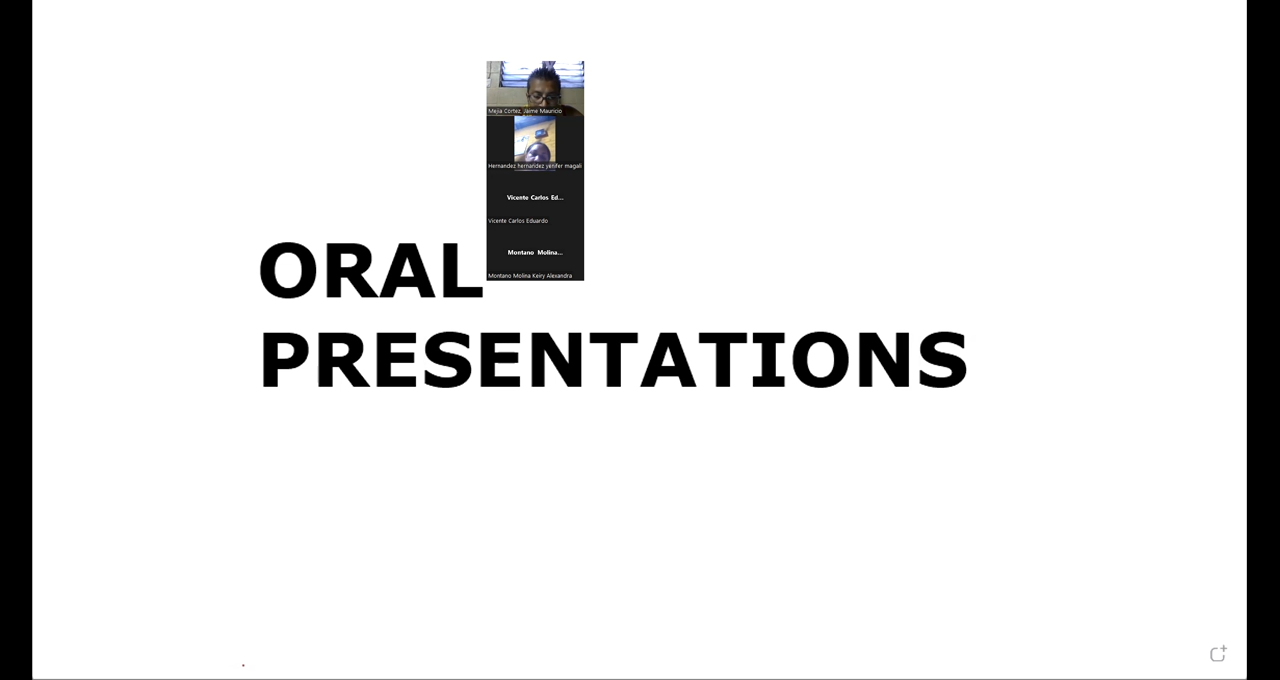 Mejia Cortez, Jaime Mauricio
Hernandez hernandez yenifer magali
Vicente Carlos Ed...
Vicente Carlos Eduardo
Montano Molina...
Montano Molina Keiry Alexandra
ORAL
PRESENTATIONS